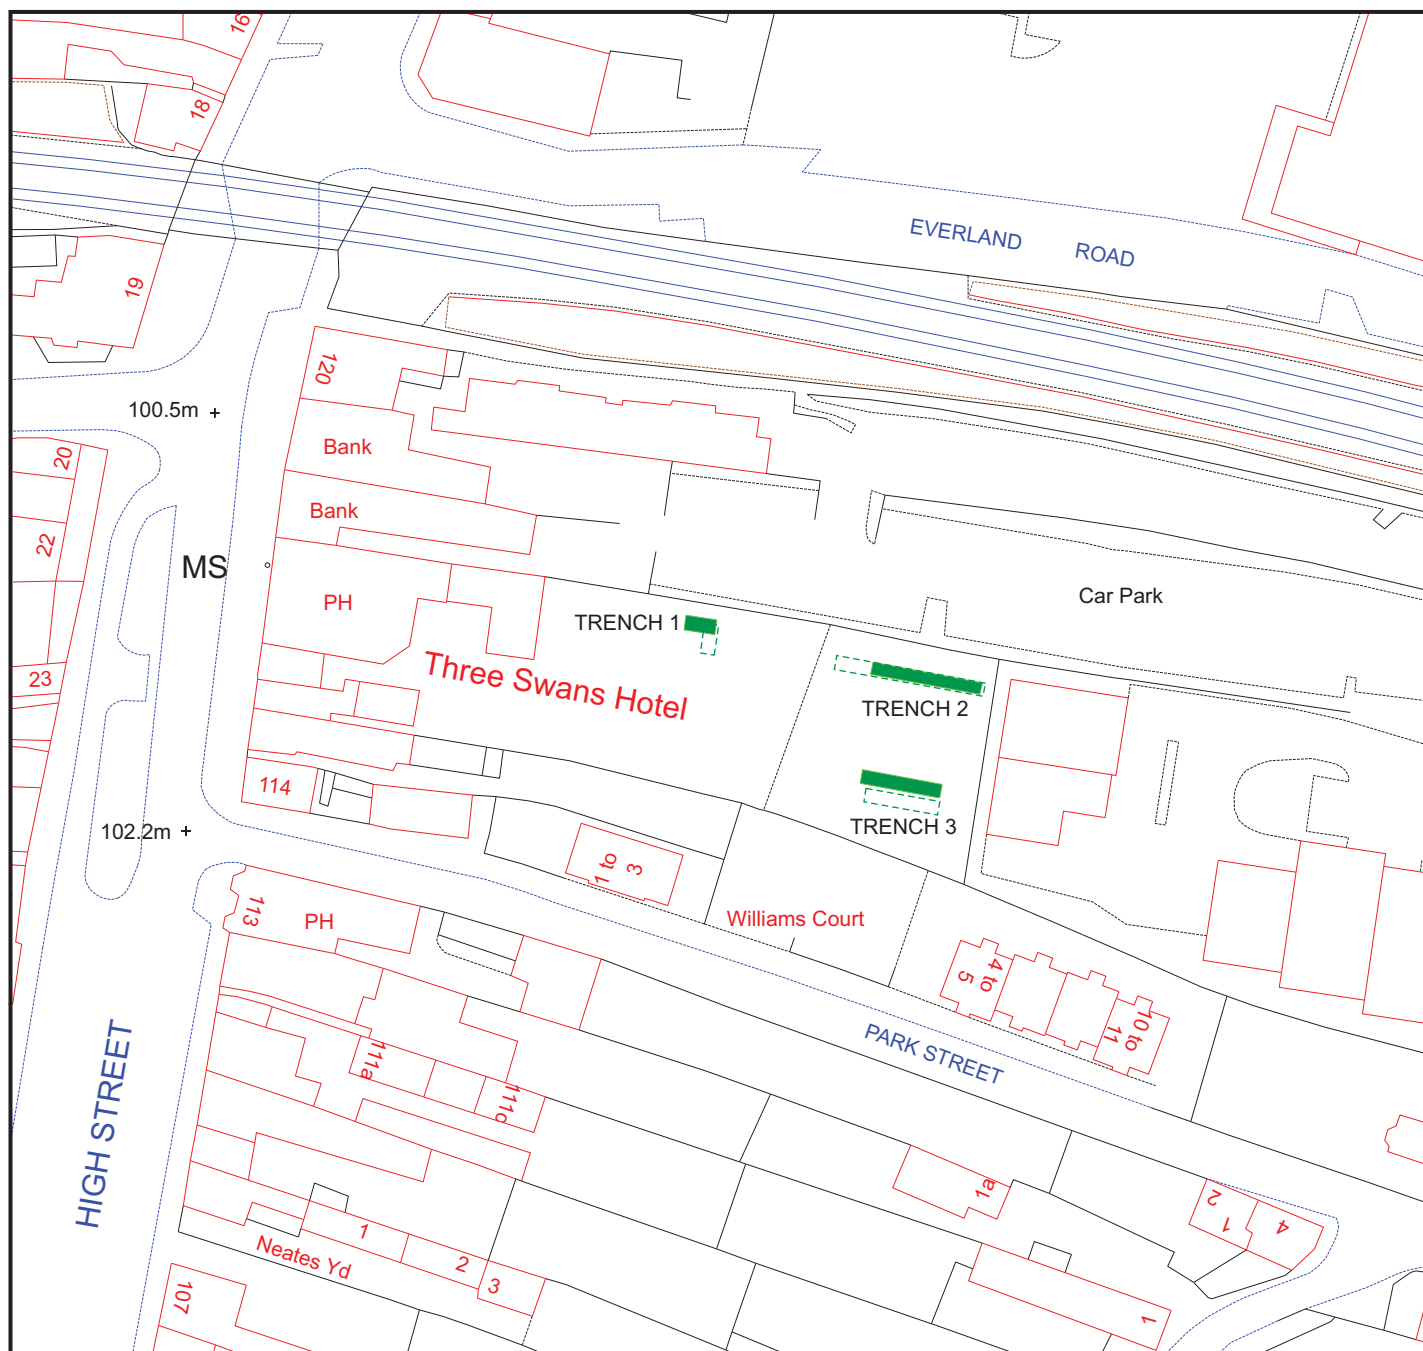 16
18
EVERLAND ROAD
19
120
100.5m +
Bank
20
Bank
22
MS
PH
Car Park
TRENCH 1
Three Swans Hotel
23
TRENCH 2
114
TRENCH 3
102.2m +
1 to 3
113
PH
Williams Court
4 to 5
10 to 11
PARK STREET
HIGH STREET
111a
111c
1a
2
1
4
1
2
3
Neates Yd
107
1